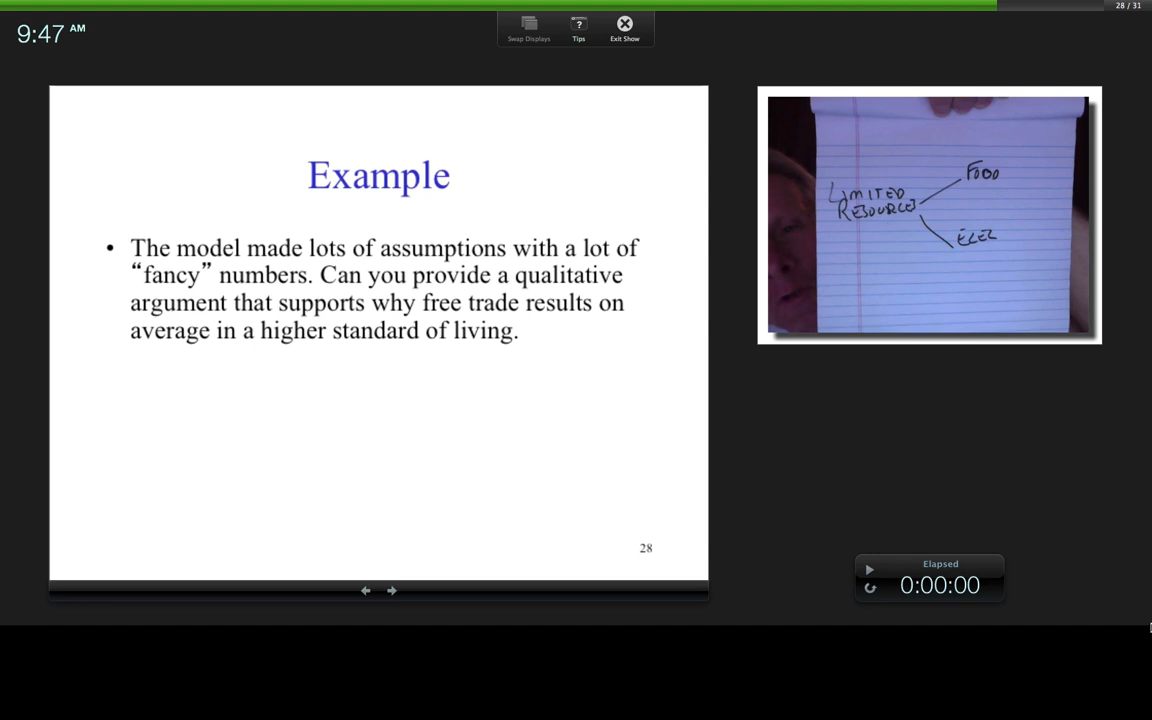 28 / 31
9:47 AM
Swap Displays
Tips
Exit Show
Example
• The model made lots of assumptions with a lot of
“fancy” numbers. Can you provide a qualitative
argument that supports why free trade results on
average in a higher standard of living.
28
LIMITED
RESOURCES
FOOD
ELEC
Elapsed
0:00:00